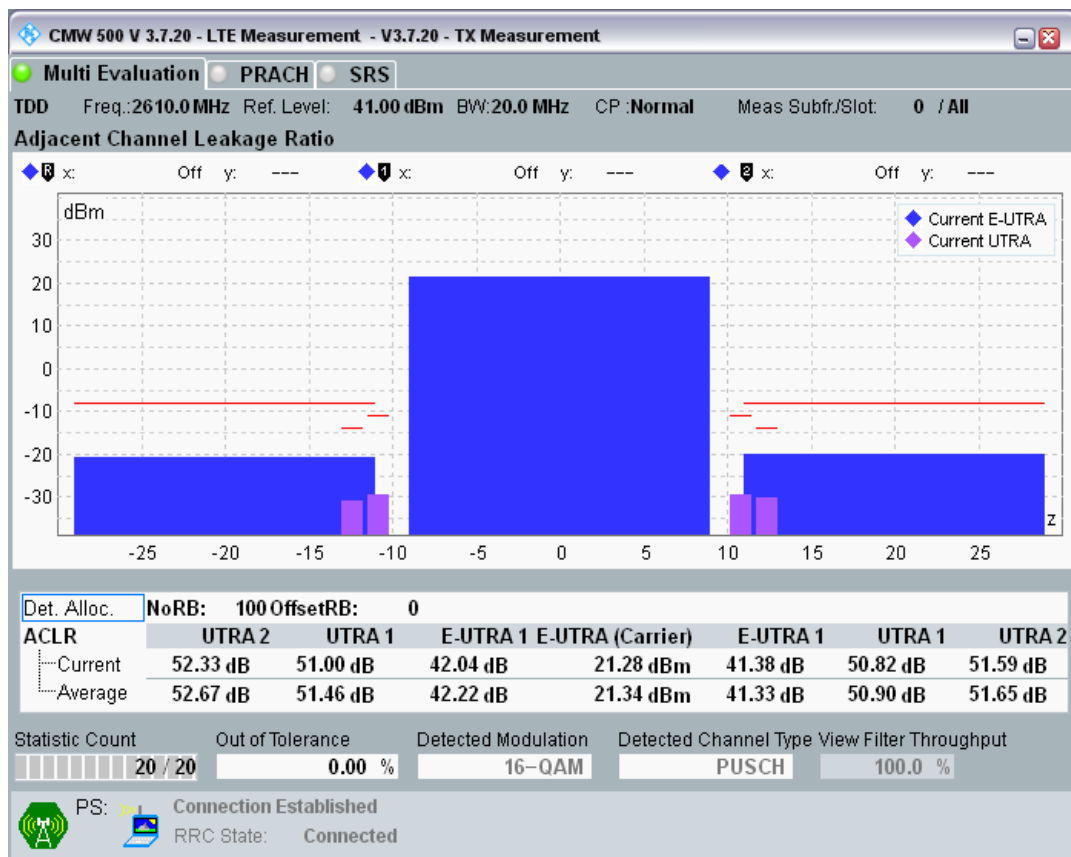 CMW 500 V 3.7.20 - LTE Measurement - V3.7.20 - TX Measurement
Multi Evaluation PRACH SRS
TDD Freq.:2610.0 MHz Ref. Level: 41.00 dBm BW:20.0 MHz CP :Normal Meas Subfr./Slot: 0 / All
Adjacent Channel Leakage Ratio
R x: Off y: --- 1 x: Off y: --- 2 x: Off y: ---
dBm
Current E-UTRA
Current UTRA
30
20
10
0
-10
-20
-30
z
-25 -20 -15 -10 -5 0 5 10 15 20 25
Det. Alloc. NoRB: 100 OffsetRB: 0
ACLR UTRA 2 UTRA 1 E-UTRA 1 E-UTRA (Carrier) E-UTRA 1 UTRA 1 UTRA 2
Current 52.33 dB 51.00 dB 42.04 dB 21.28 dBm 41.38 dB 50.82 dB 51.59 dB
Average 52.67 dB 51.46 dB 42.22 dB 21.34 dBm 41.33 dB 50.90 dB 51.65 dB
Statistic Count Out of Tolerance Detected Modulation Detected Channel Type View Filter Throughput
20 / 20 0.00 % 16-QAM PUSCH 100.0 %
PS: Connection Established
RRC State: Connected